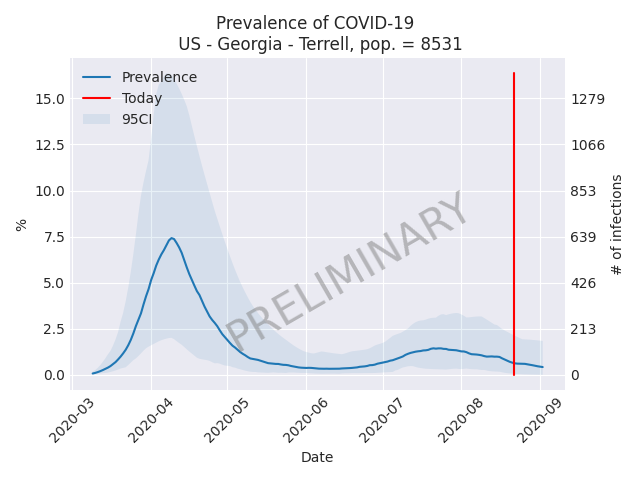 Prevalence of COVID-19
US - Georgia - Terrell, pop. = 8531
Prevalence
Today
95CI
15.0
12.5
10.0
7.5
5.0
2.5
0.0
%
1279
1066
853
639
426
213
0
# of infections
PRELIMINARY
2020-03
2020-04
2020-05
2020-06
2020-07
2020-08
2020-09
Date